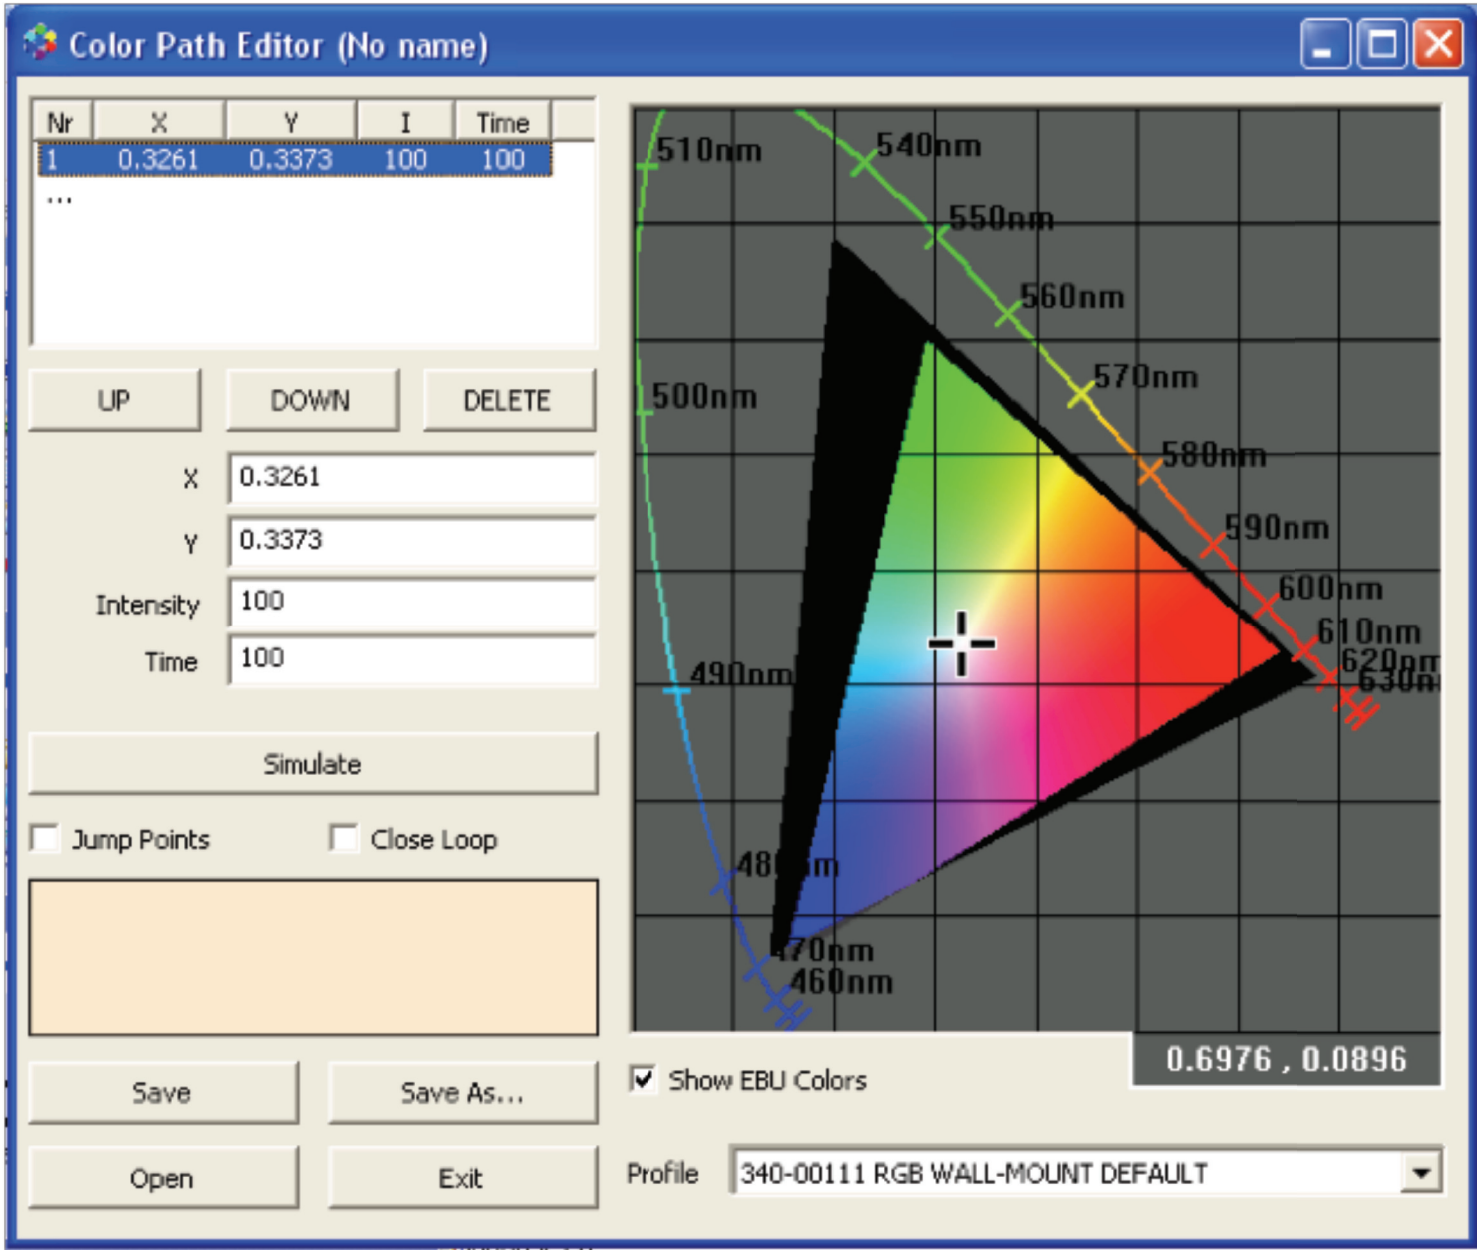 Color Path Editor (No name)
Nr X Y I Time
1 0.3261 0.3373 100 100
...
UP DOWN DELETE
X 0.3261
Y 0.3373
Intensity 100
Time 100
Simulate
Jump Points Close Loop
Save Save As...
Open Exit
510nm
540nm
550nm
560nm
570nm
500nm
580nm
590nm
600nm
610nm
620nm
490nm
460nm
0.6976 , 0.0896
Show EBU Colors
Profile 340-00111 RGB WALL-MOUNT DEFAULT